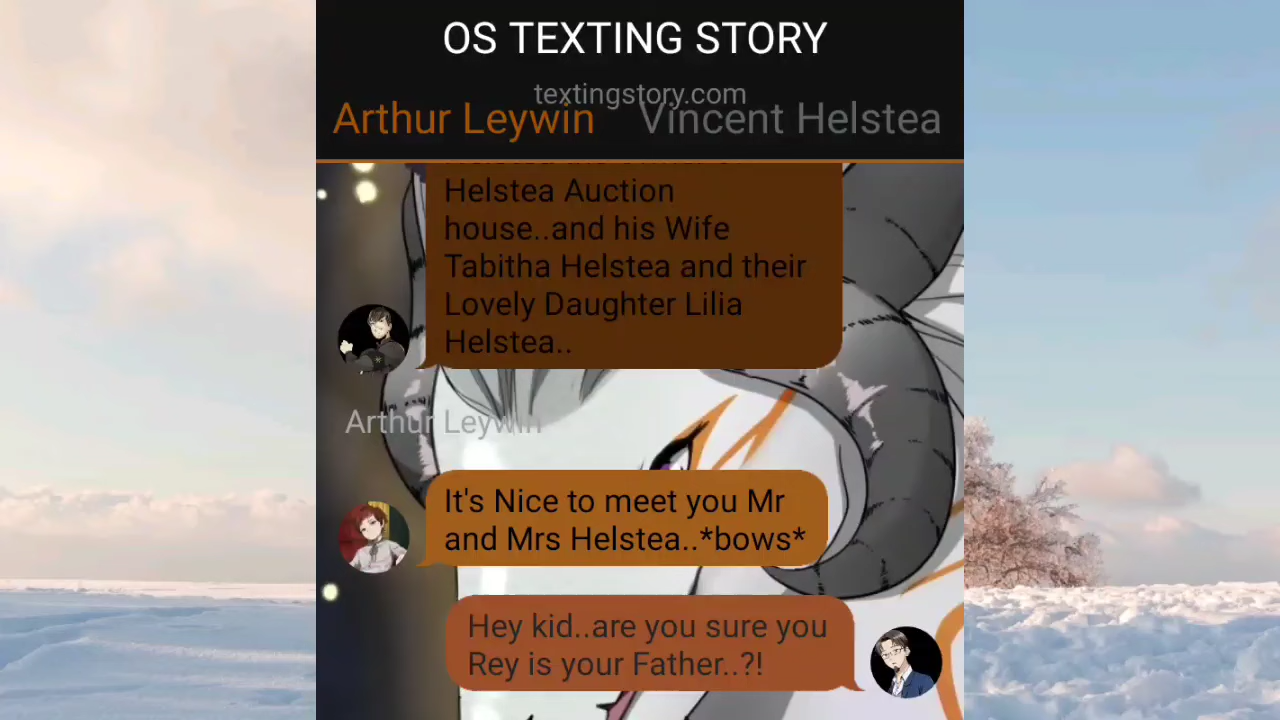 OS TEXTING STORY
textingstory.com
Arthur Leywin Vincent Helstea
Helstea Auction
house..and his Wife
Tabitha Helstea and their
Lovely Daughter Lilia
Helstea..
Arthur Leywin
It's Nice to meet you Mr
and Mrs Helstea..*bows*
Hey kid..are you sure you
Rey is your Father..?!